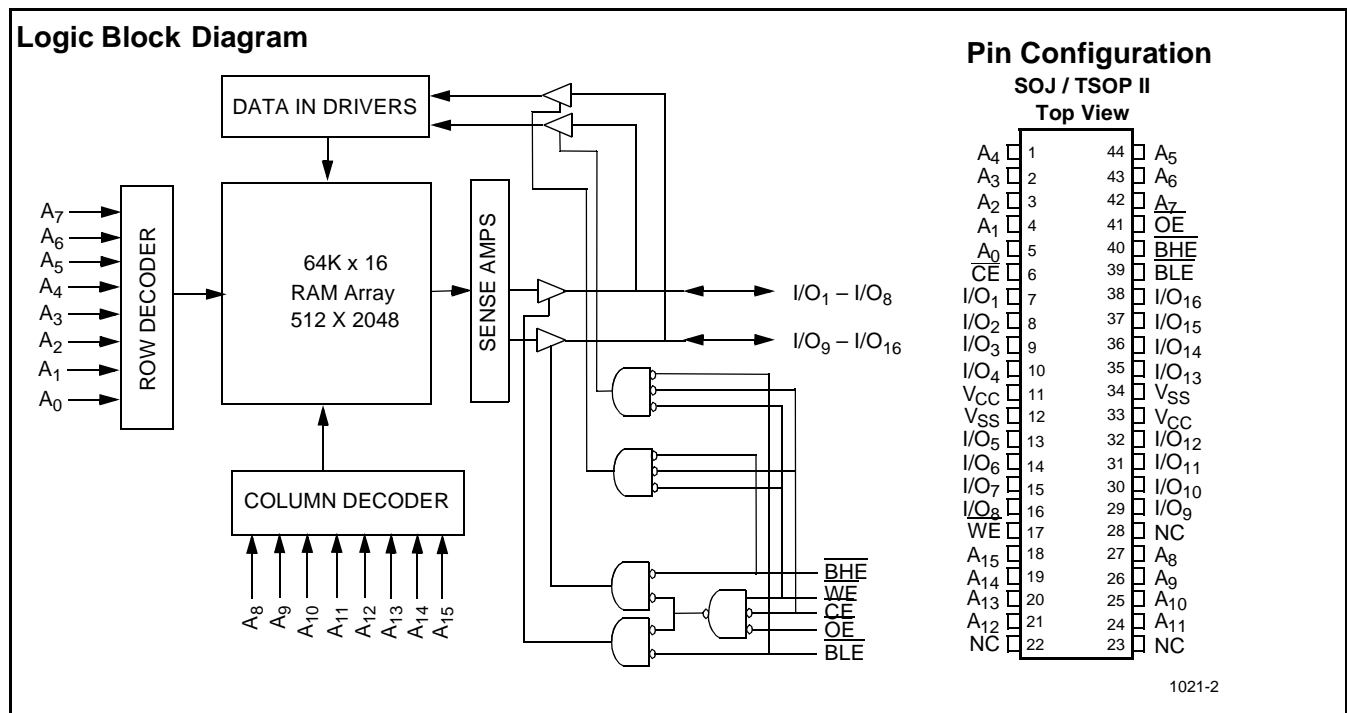 Logic Block Diagram
DATA IN DRIVERS
A7
A6
A5
A4
A3
A2
A1
A0
ROW DECODER
64K x 16
RAM Array
512 X 2048
SENSE AMPS
I/O1 – I/O8
I/O9 – I/O16
COLUMN DECODER
A8
A9
A10
A11
A12
A13
A14
A15
BHE
WE
CE
OE
BLE
Pin Configuration
SOJ / TSOP II
Top View
A4 1 44 A5
A3 2 43 A6
A2 3 42 A7
A1 4 41 OE
A0 5 40 BHE
CE 6 39 BLE
I/O1 7 38 I/O16
I/O2 8 37 I/O15
I/O3 9 36 I/O14
I/O4 10 35 I/O13
VCC 11 34 VSS
VSS 12 33 VCC
I/O5 13 32 I/O12
I/O6 14 31 I/O11
I/O7 15 30 I/O10
I/O8 16 29 I/O9
WE 17 28 NC
A15 18 27 A8
A14 19 26 A9
A13 20 25 A10
A12 21 24 A11
NC 22 23 NC
1021-2